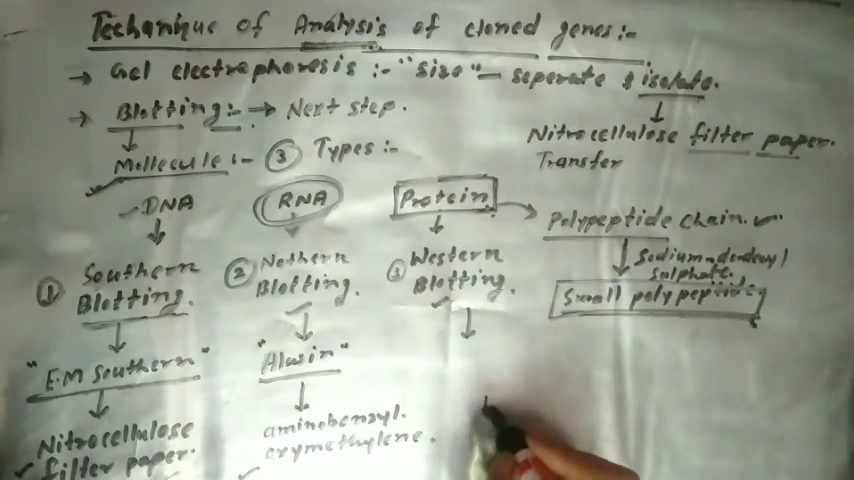 Technique of Analysis of cloned genes:-
→ Gel electrophoresis :- "Size" - seperate & isolate.
→ Blotting :- → Next step.
Nitrocellulose filter paper.
Transfer
Mollecule :- ③ Types :-
DNA
RNA
Protein
Polypeptide chain.
Sodium-dodecyl
Sulphate.
Small polypeptide
① Southern
Blotting.
② Nothern
Blotting.
③ Western
Blotting.
"E.M Southern"
"Alwin"
Nitrocellulose
filter paper.
aminobenzyl.
oxymethylene.